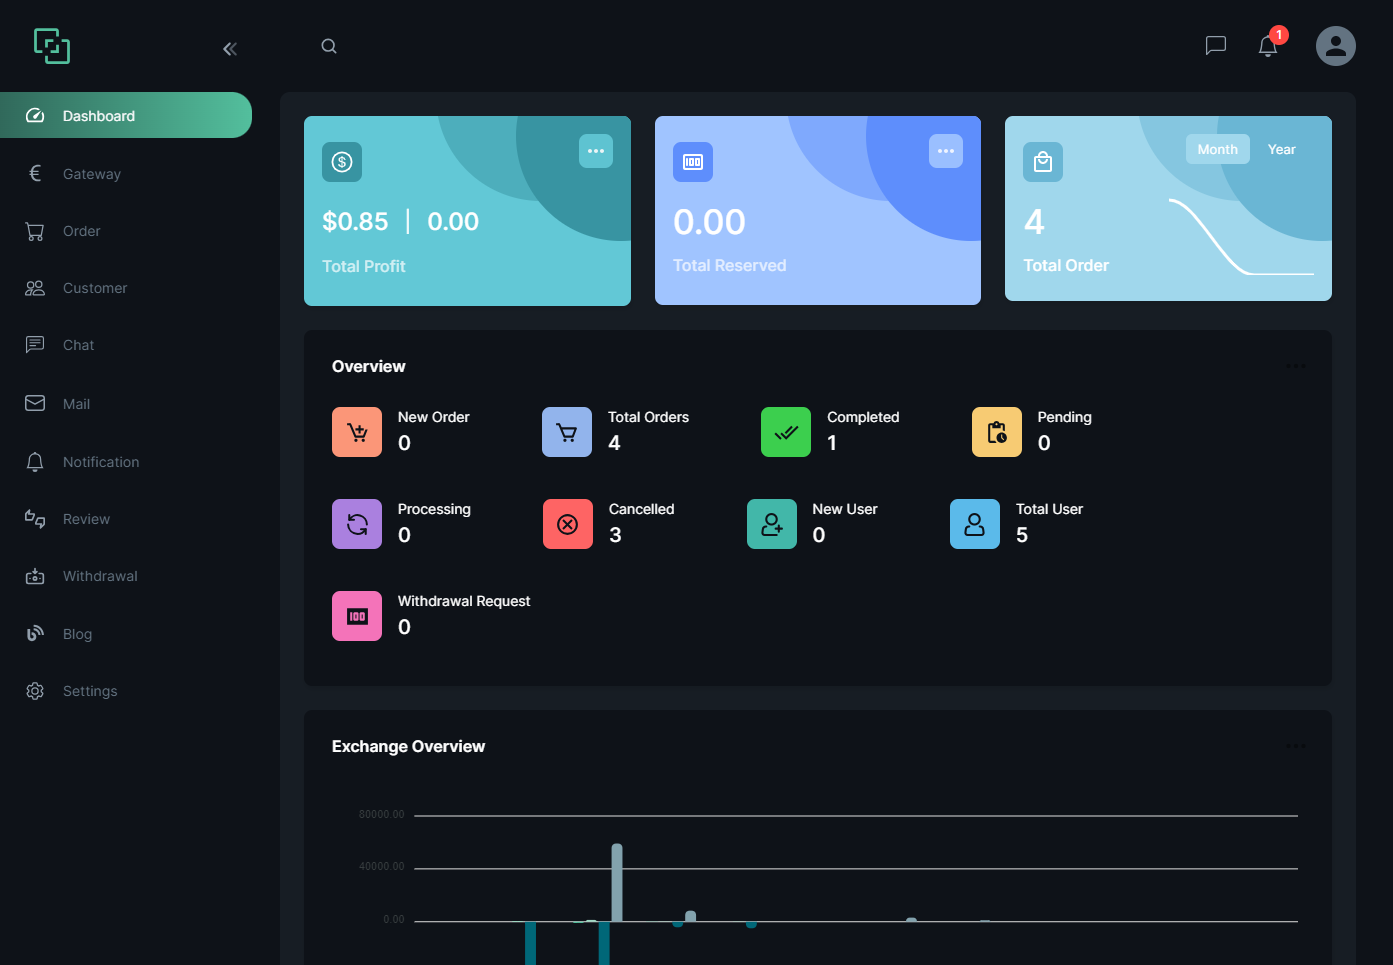 1
Dashboard
Gateway
Order
Customer
Chat
Mail
Notification
Review
Withdrawal
Blog
Settings
$0.85 | 0.00
Total Profit
0.00
Total Reserved
Month Year
4
Total Order
Overview
New Order
0
Total Orders
4
Completed
1
Pending
0
Processing
0
Cancelled
3
New User
0
Total User
5
Withdrawal Request
0
Exchange Overview
80000.00
40000.00
0.00